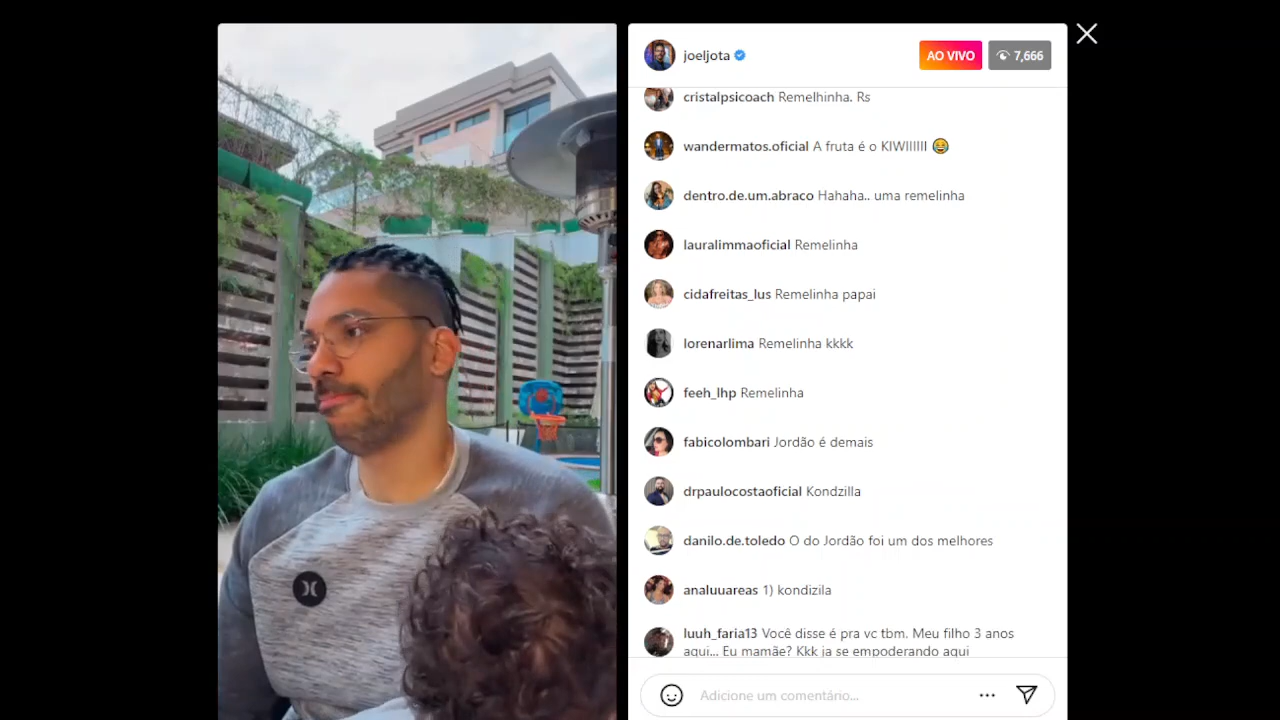 joeljota
AO VIVO
7,666
cristalpsicoach Remelhinha. Rs
wandermatos.oficial A fruta é o KIWIIIIII 😂
dentro.de.um.abraco Hahaha.. uma remelinha
lauralimmaoficial Remelinha
cidafreitas_lus Remelinha papai
lorenarlima Remelinha kkkk
feeh_lhp Remelinha
fabicolombari Jordão é demais
drpaulocostaoficial Kondzilla
danilo.de.toledo O do Jordão foi um dos melhores
analuuareas 1) kondizila
luuh_faria13 Você disse é pra vc tbm. Meu filho 3 anos
aqui... Eu mamãe? Kkk ja se empoderando aqui
Adicione um comentário...